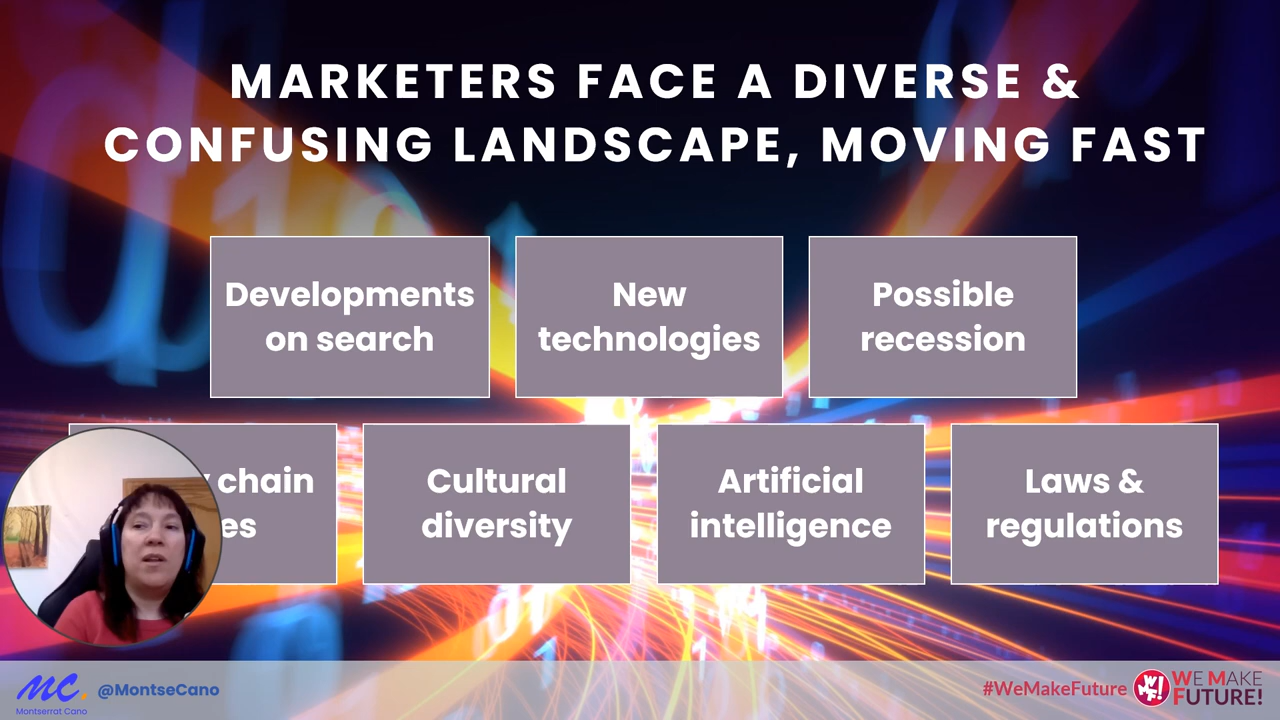 MARKETERS FACE A DIVERSE &
CONFUSING LANDSCAPE, MOVING FAST
Developments
on search
New
technologies
Possible
recession
chain
Cultural
diversity
Artificial
intelligence
Laws &
regulations
MC.
Montserrat Cano
@MontseCano
#WeMakeFuture
WE MAKE
FUTURE!